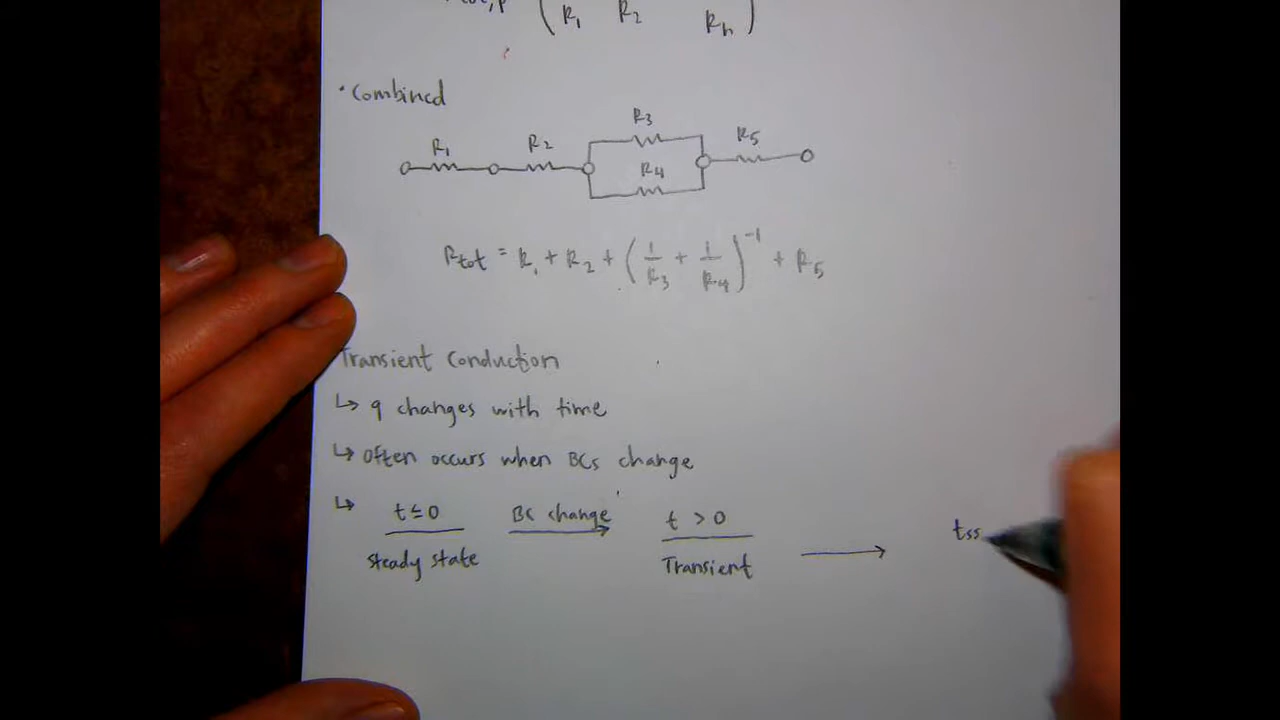 R₁ R₂ Rₙ
• Combined
R₁ R₂ R₃ R₄ R₅
Rtot = R₁ + R₂ + (1/R₃ + 1/R₄)⁻¹ + R₅
Transient Conduction
↳ q changes with time
↳ often occurs when BCs change
↳ t ≤ 0 BC change t > 0 tss
steady state Transient